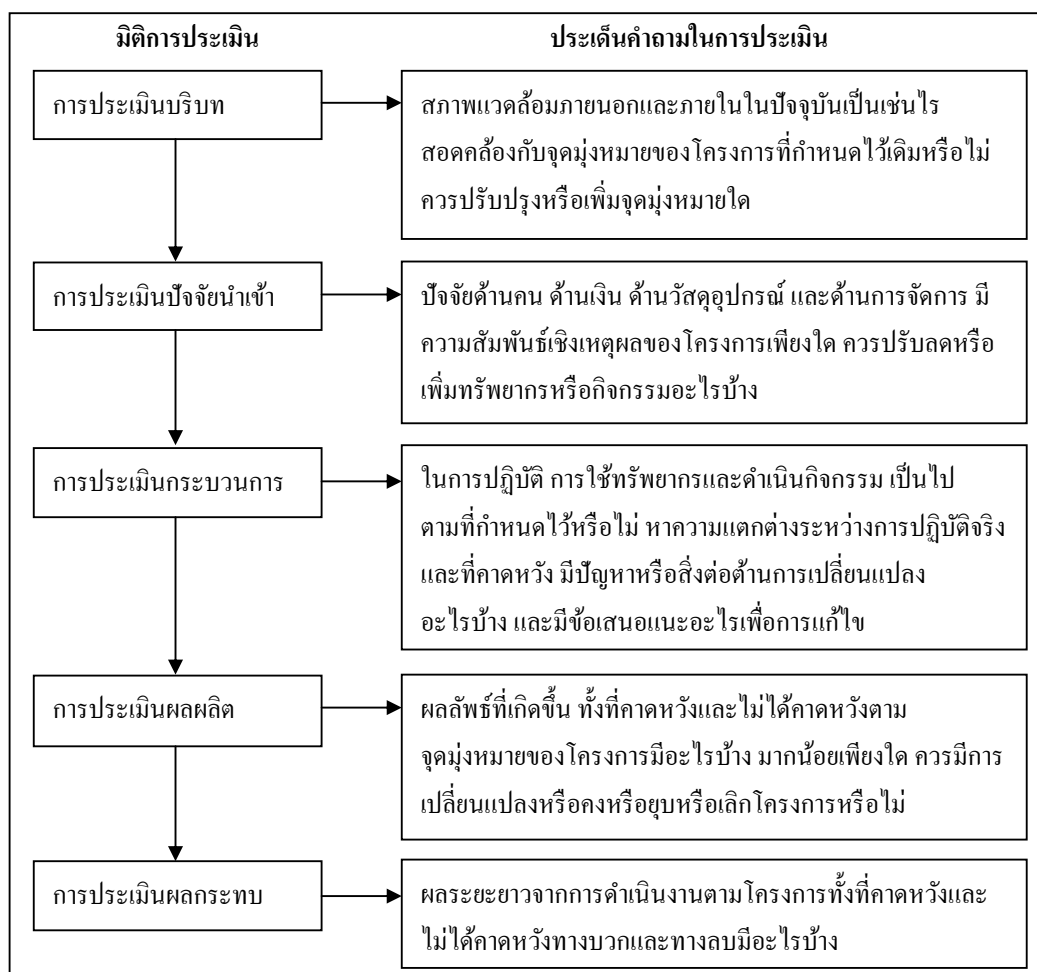 มิติการประเมิน
ประเด็นคำถามในการประเมิน
การประเมินบริบท
สภาพแวดล้อมภายนอกและภายในในปัจจุบันเป็นเช่นไร
สอดคล้องกับจุดมุ่งหมายของโครงการที่กำหนดไว้เดิมหรือไม่
ควรปรับปรุงหรือเพิ่มจุดมุ่งหมายใด
การประเมินปัจจัยนำเข้า
ปัจจัยด้านคน ด้านเงิน ด้านวัสดุอุปกรณ์ และด้านการจัดการ มี
ความสัมพันธ์เชิงเหตุผลของโครงการเพียงใด ควรปรับลดหรือ
เพิ่มทรัพยากรหรือกิจกรรมอะไรบ้าง
การประเมินกระบวนการ
ในการปฏิบัติ การใช้ทรัพยากรและดำเนินกิจกรรม เป็นไป
ตามที่กำหนดไว้หรือไม่ หาความแตกต่างระหว่างการปฏิบัติจริง
และที่คาดหวัง มีปัญหาหรือสิ่งต่อต้านการเปลี่ยนแปลง
อะไรบ้าง และมีข้อเสนอแนะอะไรเพื่อการแก้ไข
การประเมินผลผลิต
ผลลัพธ์ที่เกิดขึ้น ทั้งที่คาดหวังและไม่ได้คาดหวังตาม
จุดมุ่งหมายของโครงการมีอะไรบ้าง มากน้อยเพียงใด ควรมีการ
เปลี่ยนแปลงหรือคงหรือยุบหรือเลิกโครงการหรือไม่
การประเมินผลกระทบ
ผลระยะยาวจากการดำเนินงานตามโครงการทั้งที่คาดหวังและ
ไม่ได้คาดหวังทางบวกและทางลบมีอะไรบ้าง